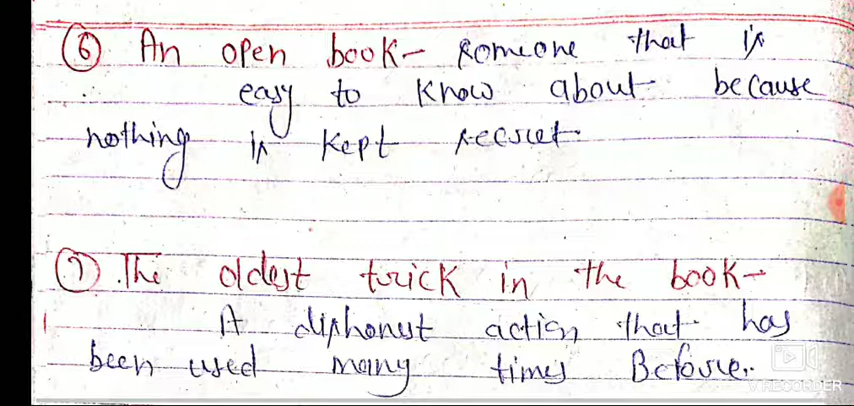 ⑥ An open book- someone that is
easy to know about because
nothing is kept secret.
⑦ The oldest trick in the book-
A dishonest action that has
been used many times Before.
V RECORDER